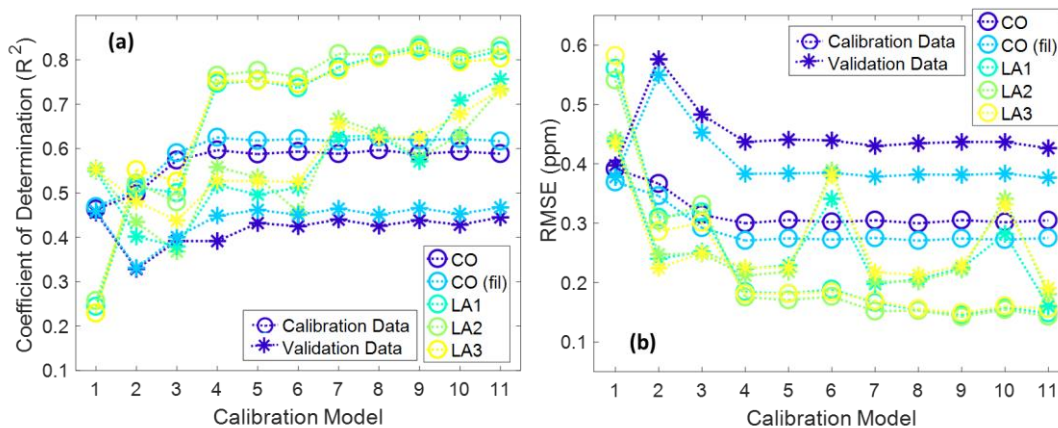 (a)
Coefficient of Determination (R²)
0.9
0.8
0.7
0.6
0.5
0.4
0.3
0.2
0.1
CO
CO (fil)
LA1
LA2
LA3
Calibration Data
Validation Data
1 2 3 4 5 6 7 8 9 10 11
Calibration Model
(b)
RMSE (ppm)
0.6
0.5
0.4
0.3
0.2
0.1
Calibration Data
Validation Data
CO
CO (fil)
LA1
LA2
LA3
1 2 3 4 5 6 7 8 9 10 11
Calibration Model